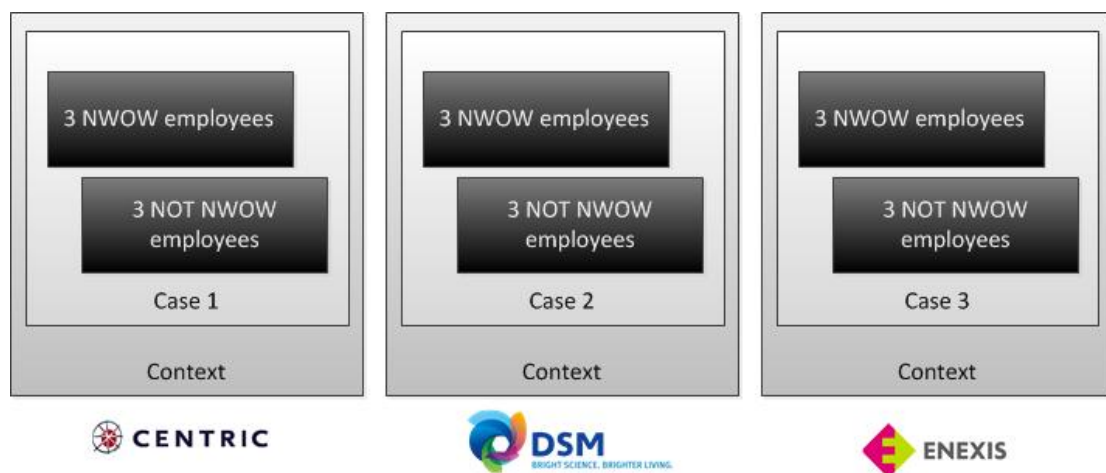 3 NWOW employees
3 NOT NWOW
employees
Case 1
Context
CENTRIC
3 NWOW employees
3 NOT NWOW
employees
Case 2
Context
DSM
BRIGHT SCIENCE. BRIGHTER LIVING.
3 NWOW employees
3 NOT NWOW
employees
Case 3
Context
ENEXIS